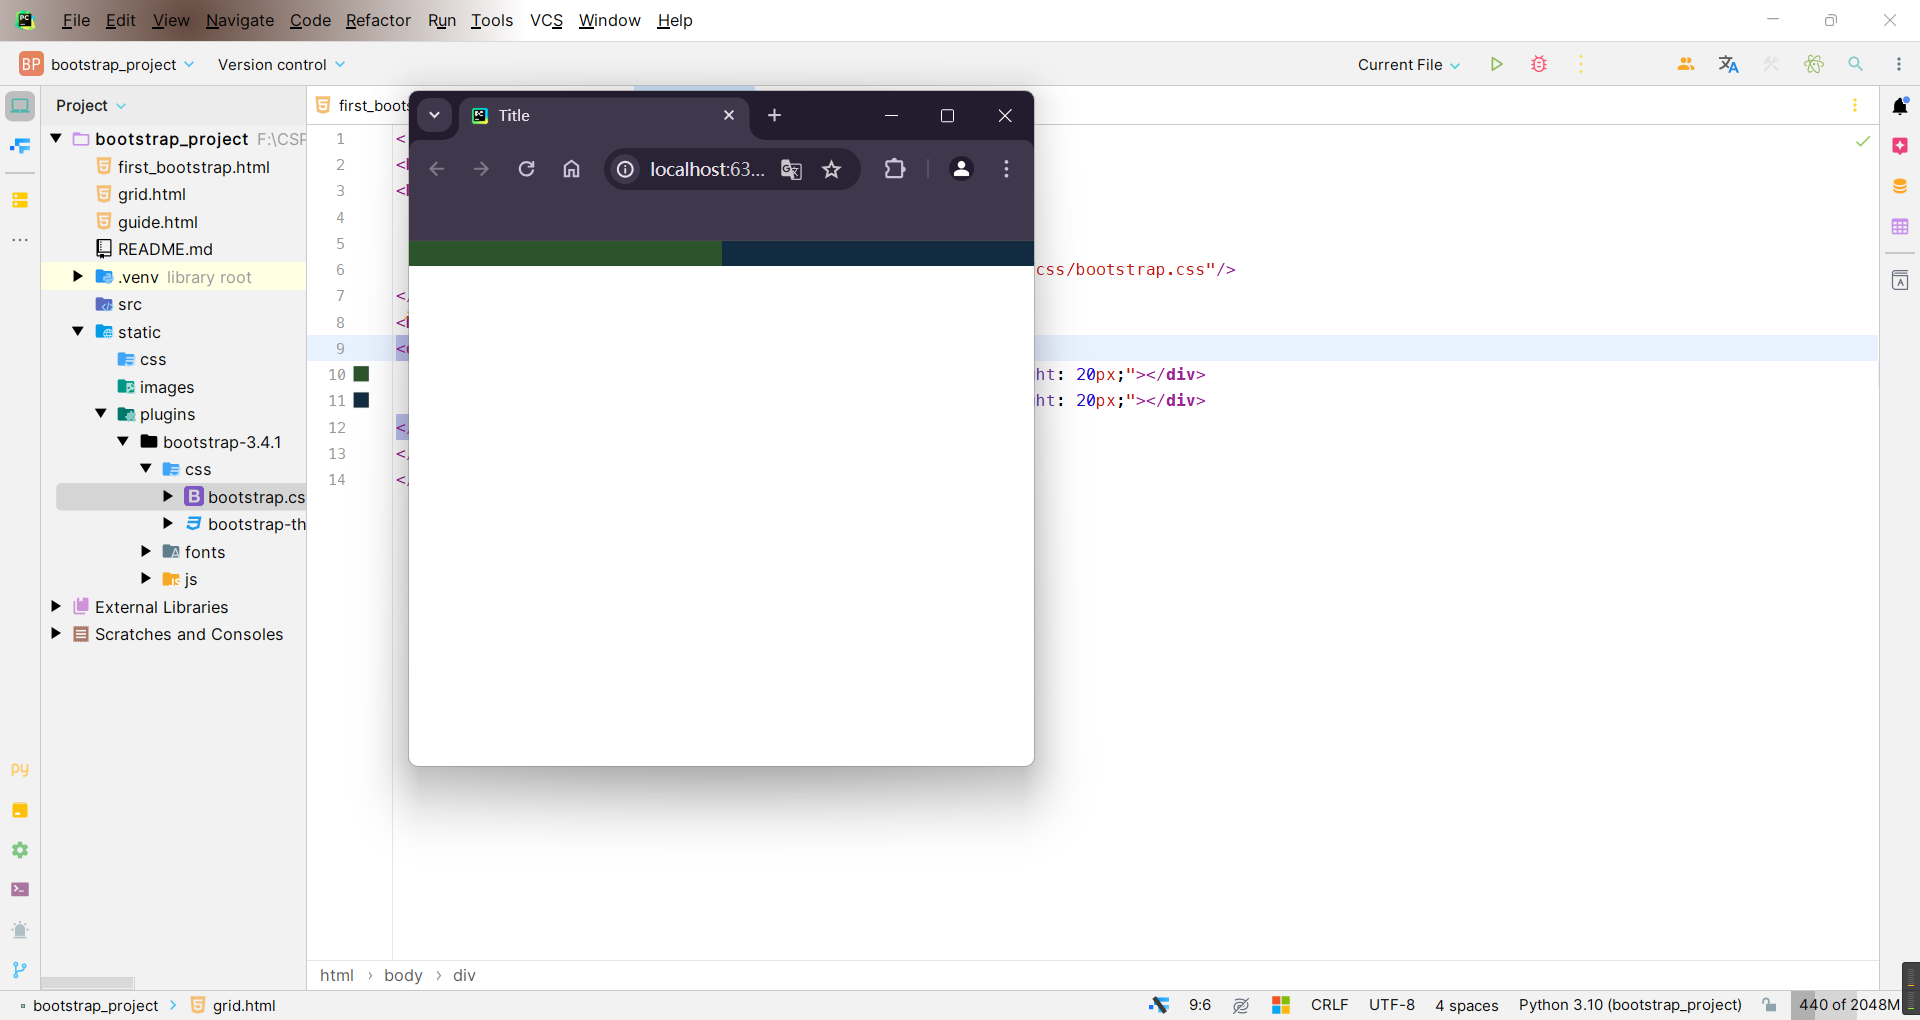 File Edit View Navigate Code Refactor Run Tools VCS Window Help
BP bootstrap_project Version control Current File
Project
bootstrap_project F:\CSP
first_bootstrap.html
grid.html
guide.html
README.md
.venv library root
src
static
css
images
plugins
bootstrap-3.4.1
css
bootstrap.cs
bootstrap-th
fonts
js
External Libraries
Scratches and Consoles
first_boots
Title
localhost:63...
1 <
2 <
3 <
4
5
6 css/bootstrap.css"/>
7 </
8 <
9 <
10 ht: 20px;"></div>
11 ht: 20px;"></div>
12 </
13 </
14 </
html › body › div
bootstrap_project › grid.html 9:6 CRLF UTF-8 4 spaces Python 3.10 (bootstrap_project) 440 of 2048M